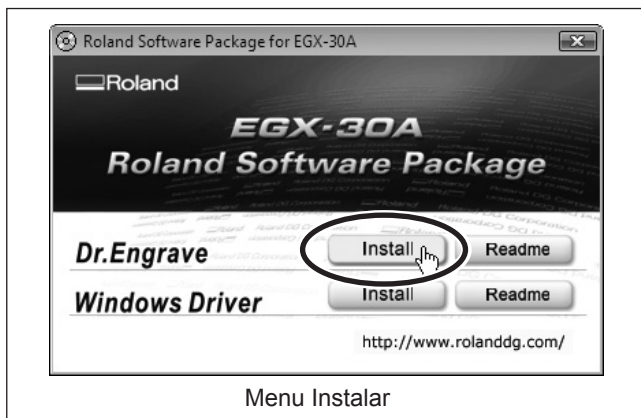 Roland Software Package for EGX-30A
Roland
EGX-30A
Roland Software Package
Dr.Engrave Install Readme
Windows Driver Install Readme
http://www.rolanddg.com/
Menu Instalar